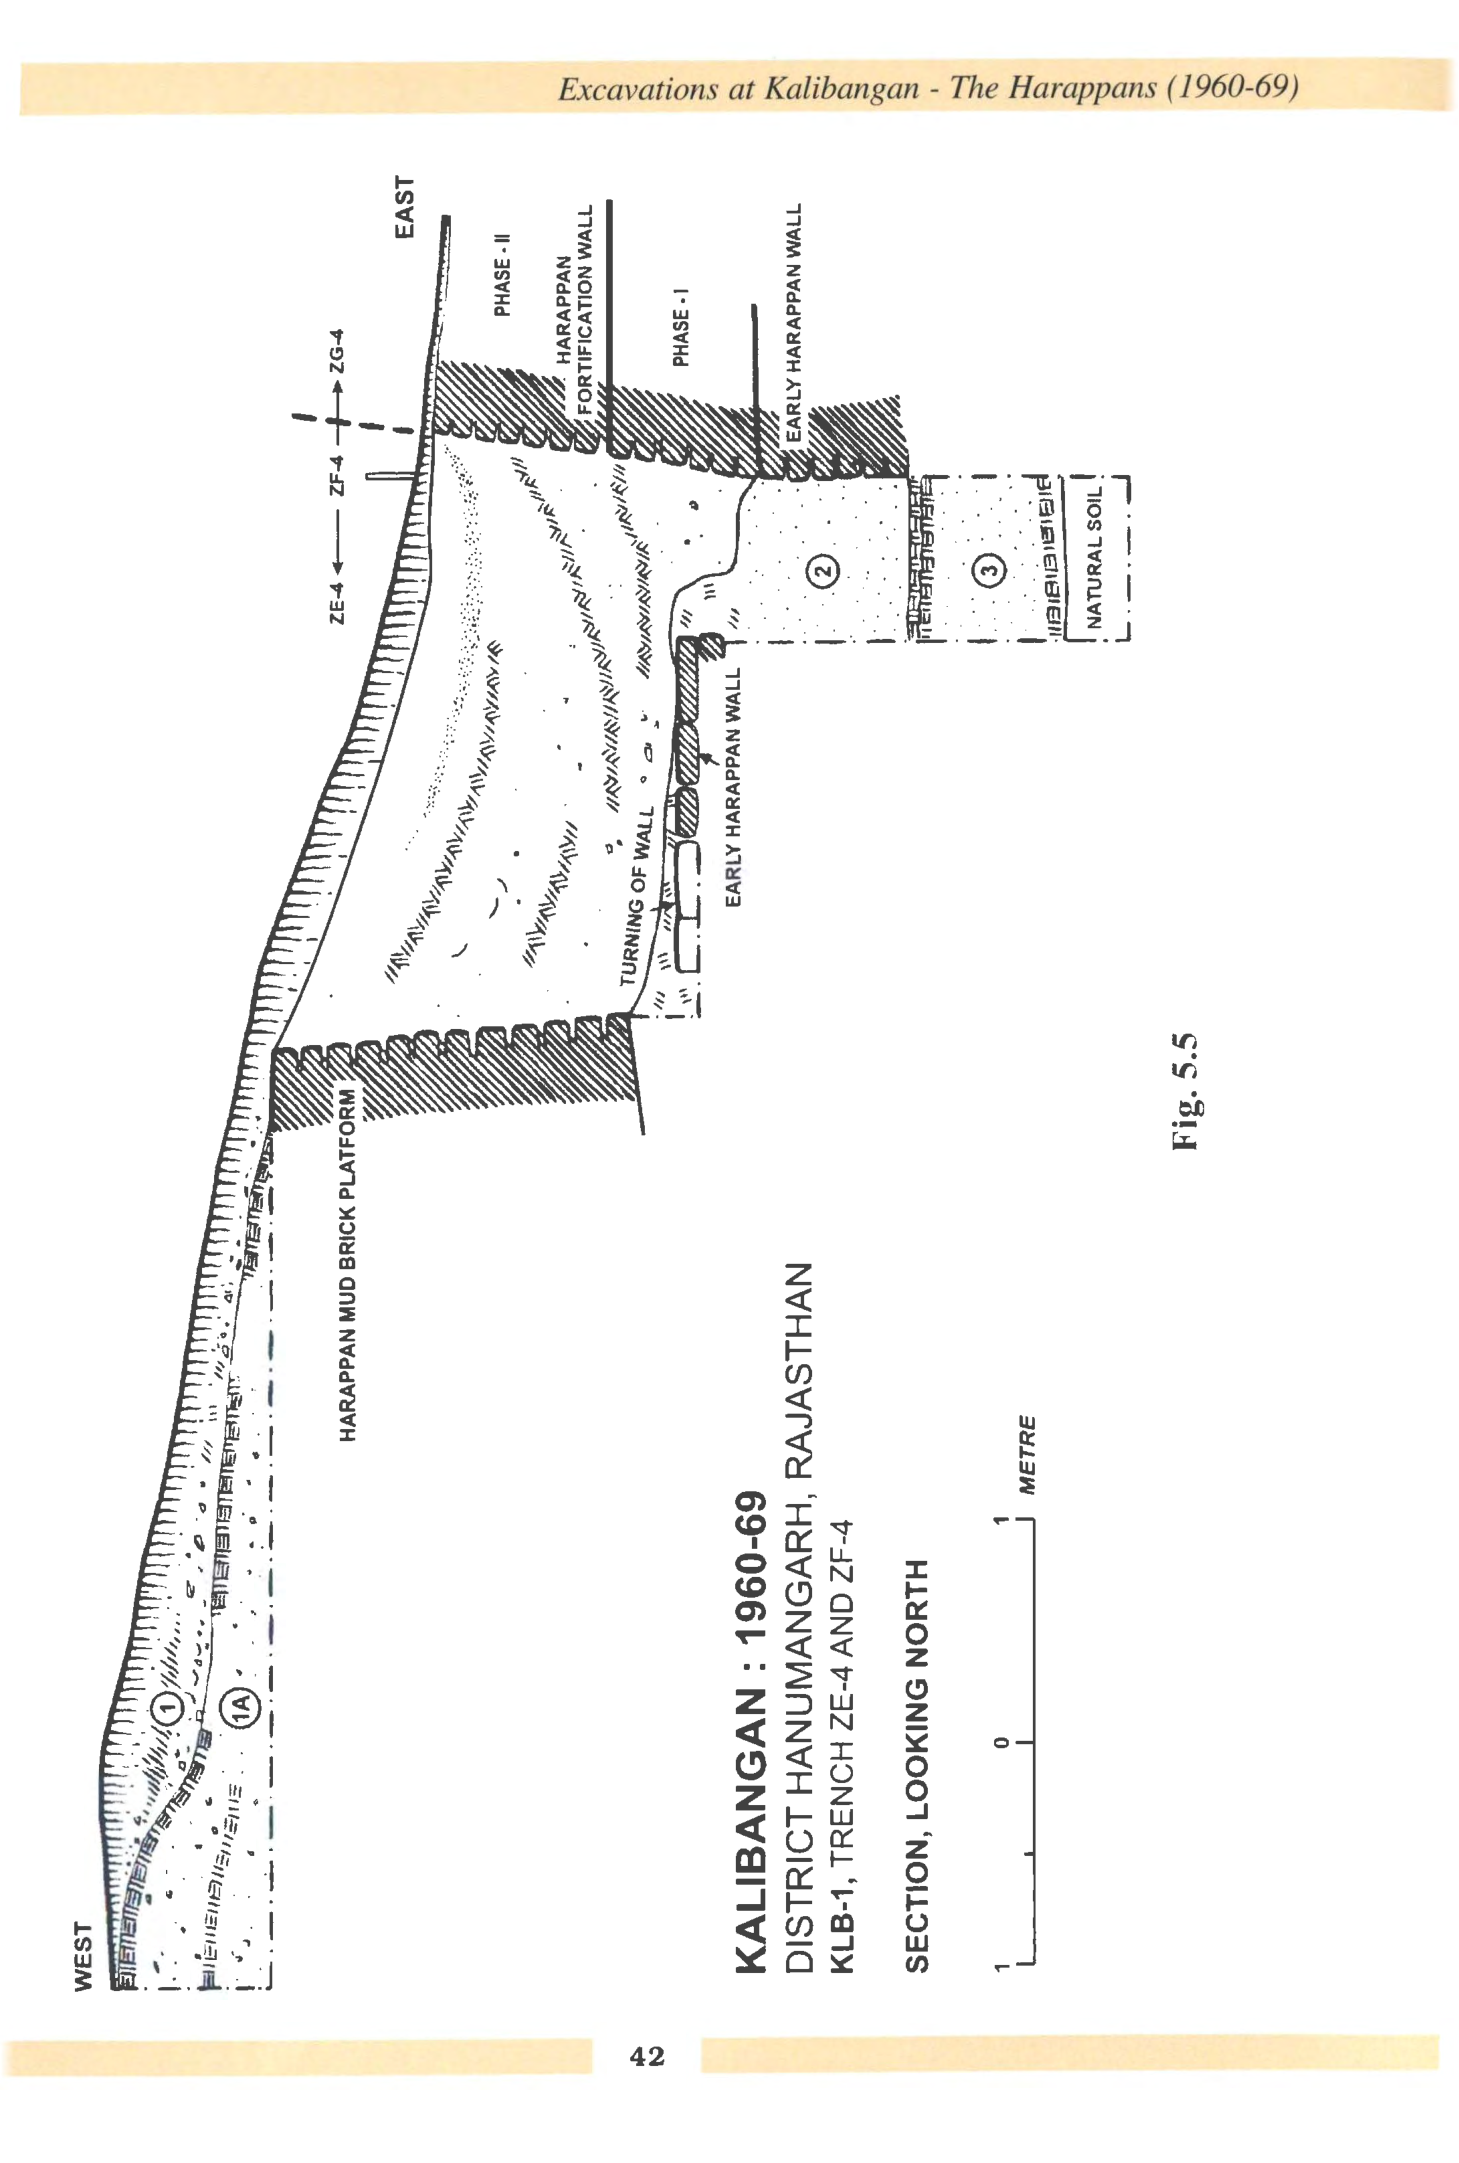 Excavations at Kalibangan - The Harappans (1960-69)
WEST
EAST
ZE-4
ZF-4
ZG-4
PHASE - II
HARAPPAN
FORTIFICATION WALL
PHASE - I
EARLY HARAPPAN WALL
1
1A
2
3
NATURAL SOIL
TURNING OF WALL
EARLY HARAPPAN WALL
HARAPPAN MUD BRICK PLATFORM
KALIBANGAN : 1960-69
DISTRICT HANUMANGARH, RAJASTHAN
KLB-1, TRENCH ZE-4 AND ZF-4
SECTION, LOOKING NORTH
1 0 1
METRE
Fig. 5.5
42